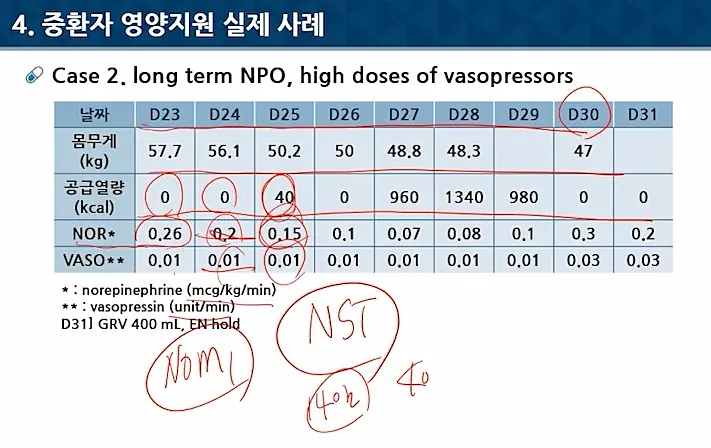 4. 중환자 영양지원 실제 사례
Case 2. long term NPO, high doses of vasopressors
날짜 D23 D24 D25 D26 D27 D28 D29 D30 D31
몸무게 (kg) 57.7 56.1 50.2 50 48.8 48.3 47
공급열량 (kcal) 0 0 40 0 960 1340 980 0 0
NOR* 0.26 0.2 0.15 0.1 0.07 0.08 0.1 0.3 0.2
VASO** 0.01 0.01 0.01 0.01 0.01 0.01 0.01 0.03 0.03
* : norepinephrine (mcg/kg/min)
** : vasopressin (unit/min)
D31] GRV 400 mL, EN hold
NST
40